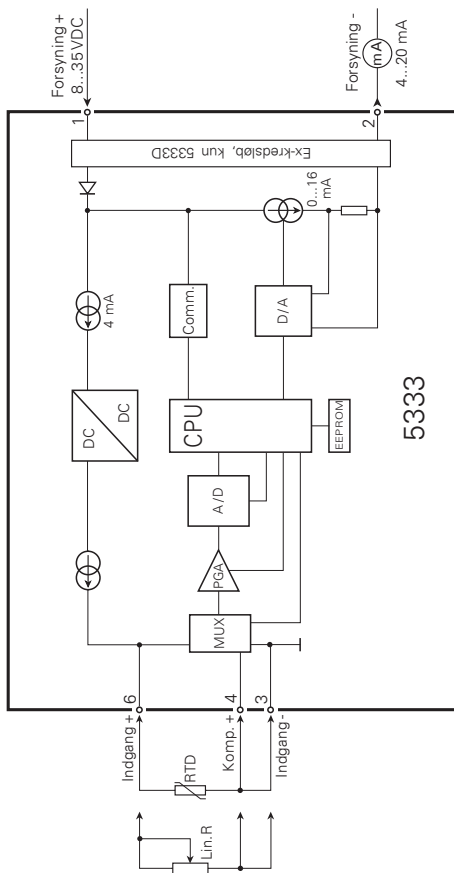 Forsyning +
8...35 VDC
Forsyning -
mA
4...20 mA
1
2
Ex-kredsløb, kun 5333D
0...16
mA
4 mA
Comm.
D/A
DC
DC
CPU
EEPROM
A/D
PGA
MUX
5333
6
4
3
Indgang +
Komp. +
Indgang -
RTD
Lin.R